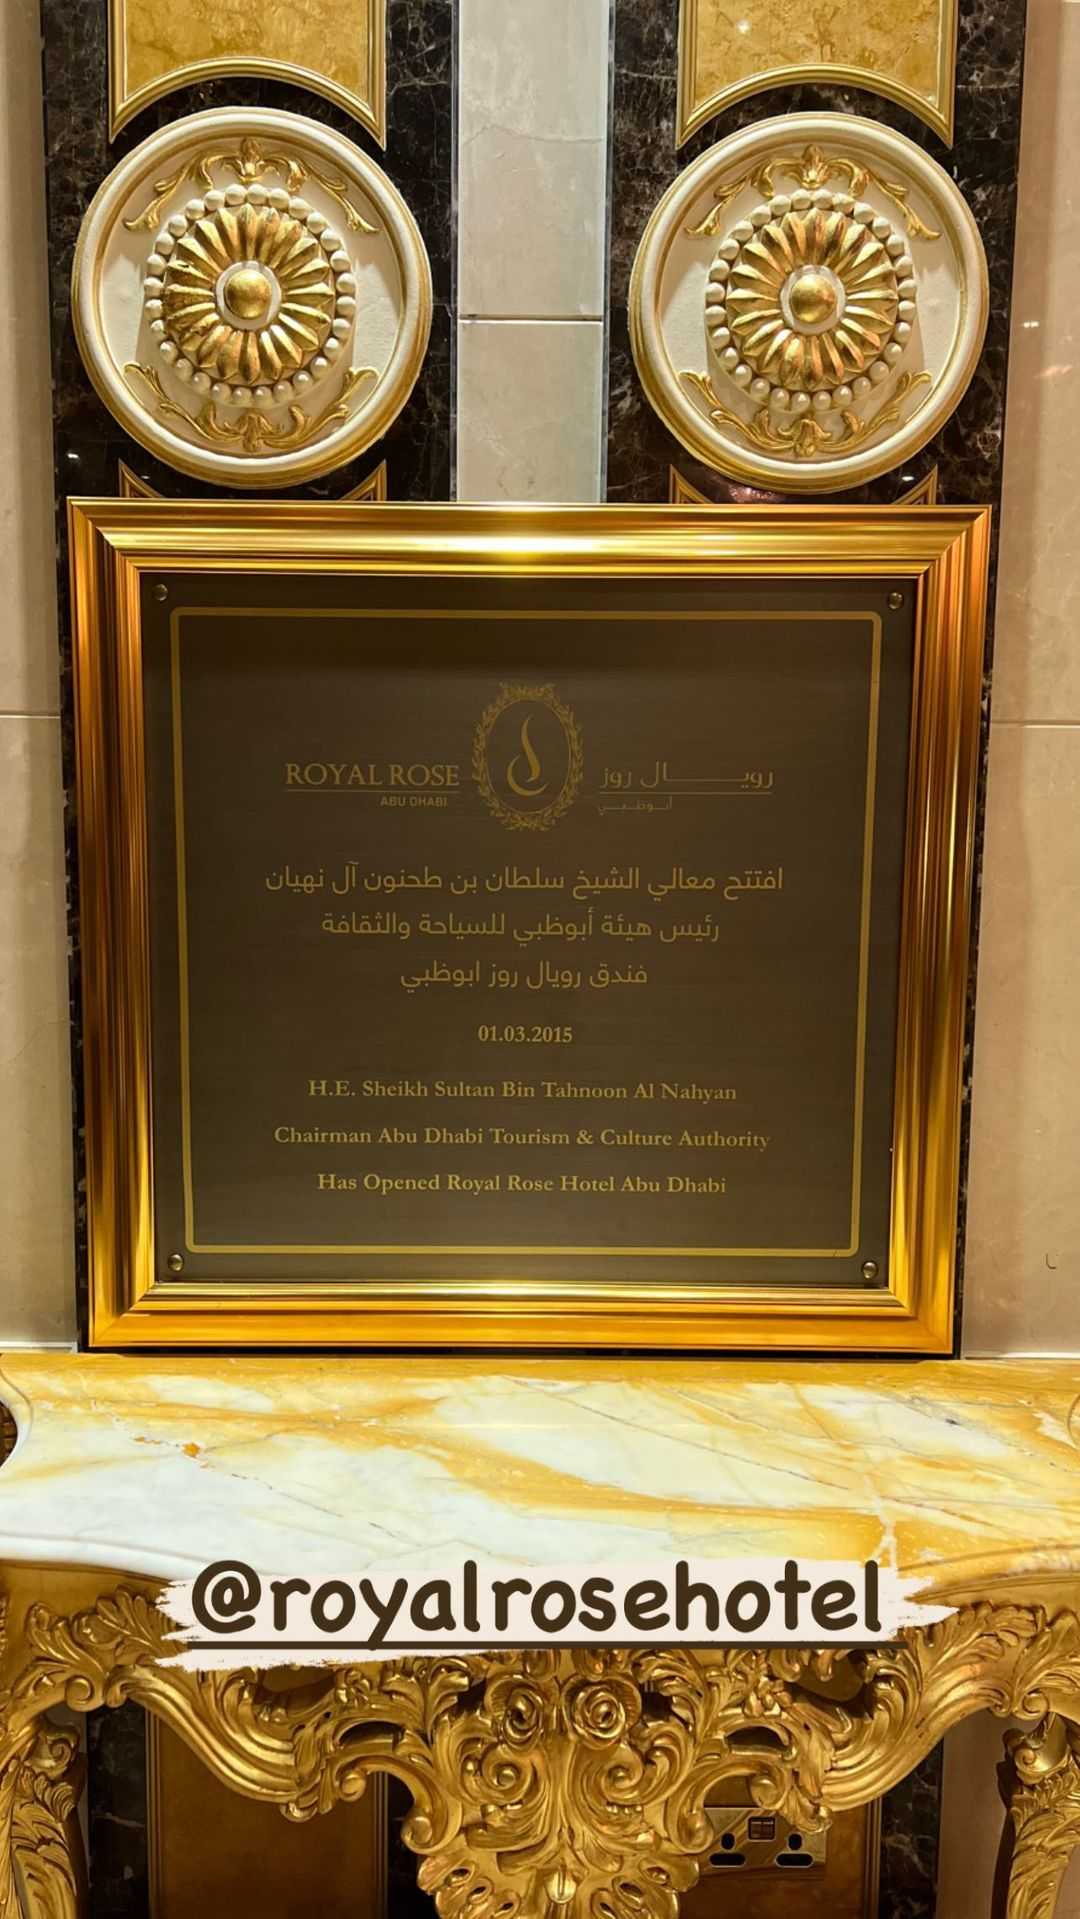 ROYAL ROSE
ABU DHABI
رويـــــال روز
أبـوظـبـي
افتتح معالي الشيخ سلطان بن طحنون آل نهيان
رئيس هيئة أبوظبي للسياحة والثقافة
فندق رويال روز ابوظبي
01.03.2015
H.E. Sheikh Sultan Bin Tahnoon Al Nahyan
Chairman Abu Dhabi Tourism & Culture Authority
Has Opened Royal Rose Hotel Abu Dhabi
@royalrosehotel